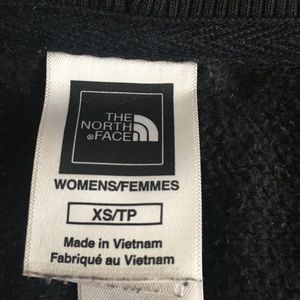 THE
NORTH
®FACE
WOMENS/FEMMES
XS/TP
Made in Vietnam
Fabriqué au Vietnam